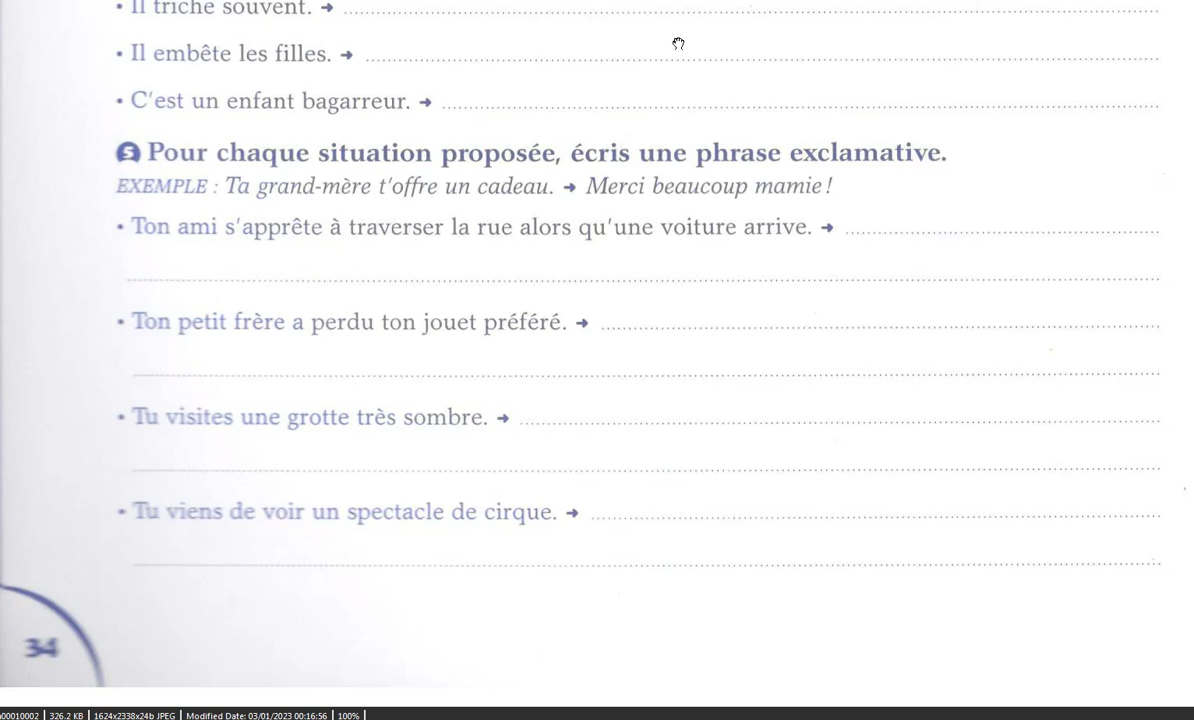 • Il triche souvent. ➜
• Il embête les filles. ➜
• C'est un enfant bagarreur. ➜
5 Pour chaque situation proposée, écris une phrase exclamative.
EXEMPLE : Ta grand-mère t'offre un cadeau. ➜ Merci beaucoup mamie !
• Ton ami s'apprête à traverser la rue alors qu'une voiture arrive. ➜
• Ton petit frère a perdu ton jouet préféré. ➜
• Tu visites une grotte très sombre. ➜
• Tu viens de voir un spectacle de cirque. ➜
34
00010002 | 326.2 KB | 1624x2338x24b JPEG | Modified Date: 03/01/2023 00:16:56 | 100% |